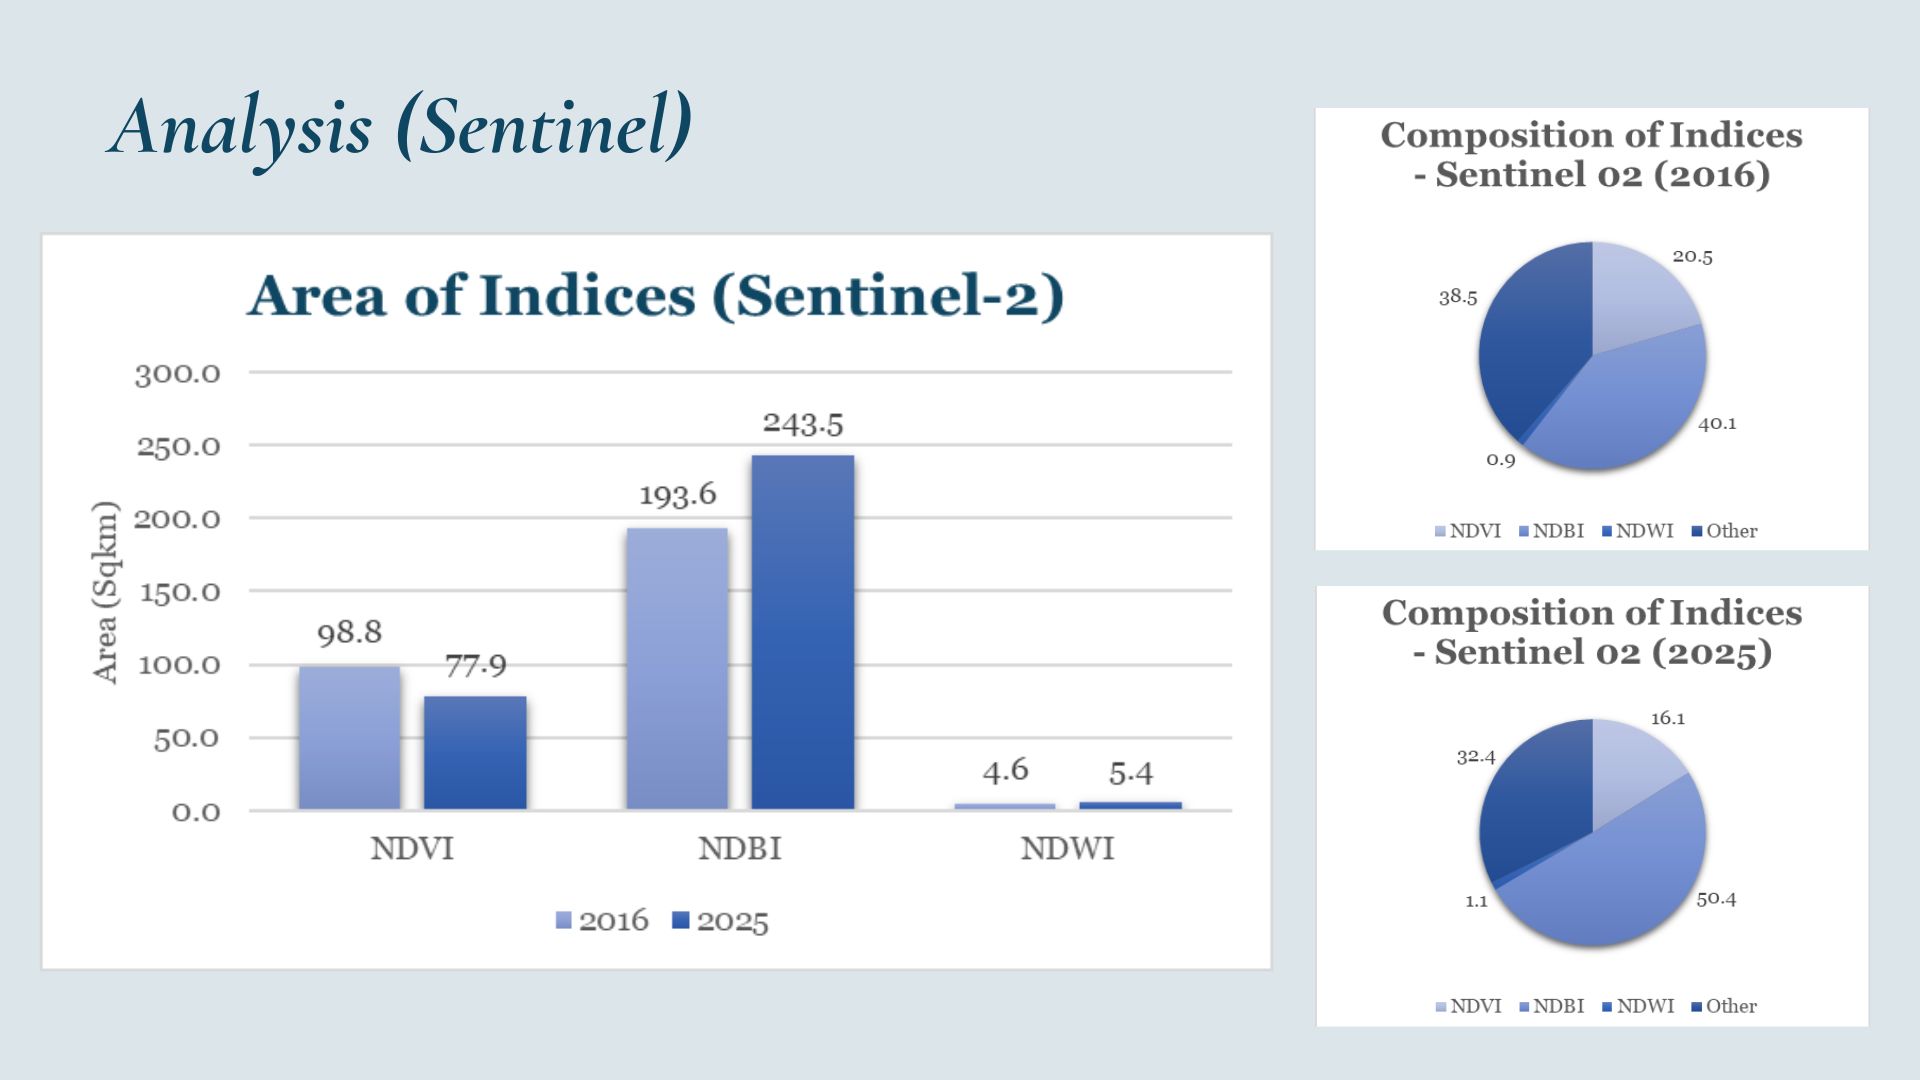 Analysis (Sentinel)
Area of Indices (Sentinel-2)
Area (Sqkm)
300.0
250.0
200.0
150.0
100.0
50.0
0.0
98.8
77.9
193.6
243.5
4.6
5.4
NDVI NDBI NDWI
2016 2025
Composition of Indices
- Sentinel 02 (2016)
20.5
38.5
40.1
0.9
NDVI NDBI NDWI Other
Composition of Indices
- Sentinel 02 (2025)
16.1
32.4
50.4
1.1
NDVI NDBI NDWI Other